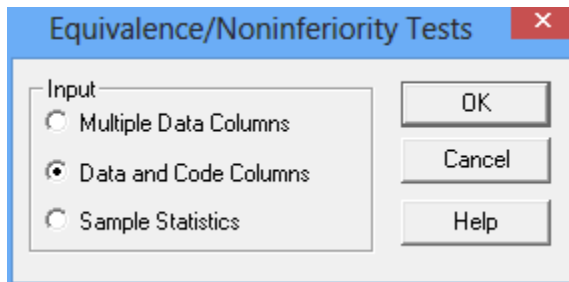 Equivalence/Noninferiority Tests
Input
Multiple Data Columns
Data and Code Columns
Sample Statistics
OK
Cancel
Help